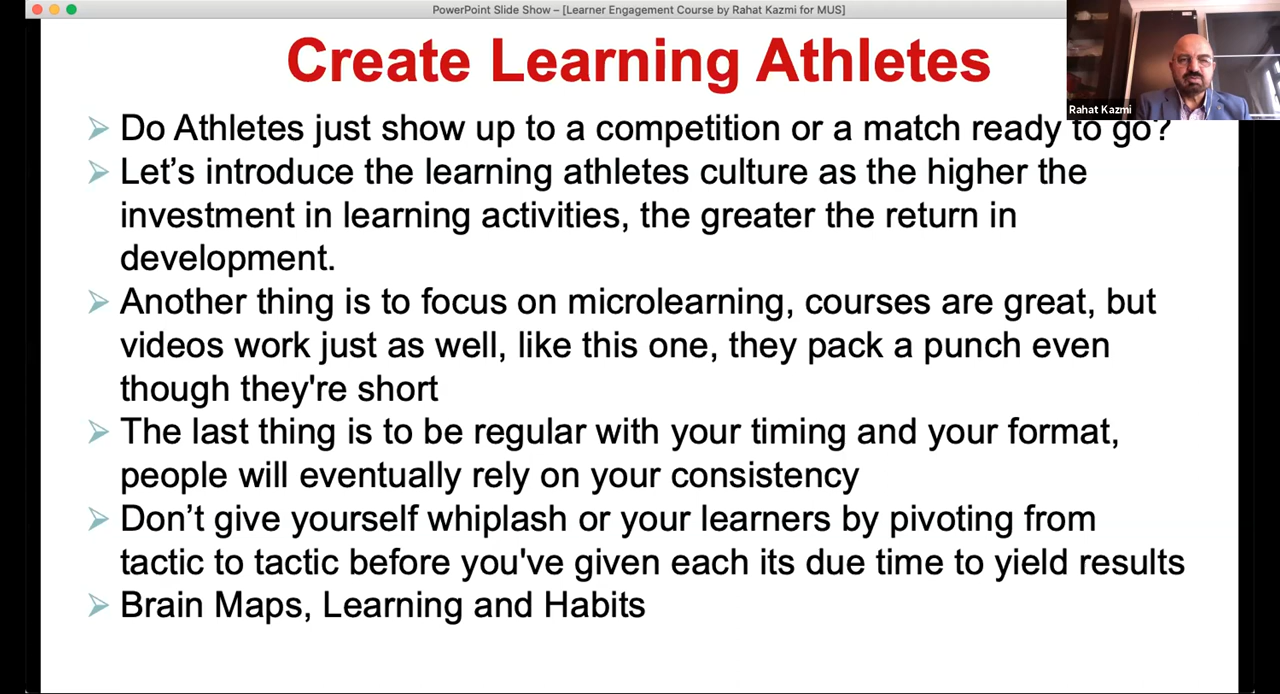 PowerPoint Slide Show – [Learner Engagement Course by Rahat Kazmi for MUS]
Create Learning Athletes
Rahat Kazmi
Do Athletes just show up to a competition or a match ready to go?
Let’s introduce the learning athletes culture as the higher the
investment in learning activities, the greater the return in
development.
Another thing is to focus on microlearning, courses are great, but
videos work just as well, like this one, they pack a punch even
though they're short
The last thing is to be regular with your timing and your format,
people will eventually rely on your consistency
Don’t give yourself whiplash or your learners by pivoting from
tactic to tactic before you've given each its due time to yield results
Brain Maps, Learning and Habits